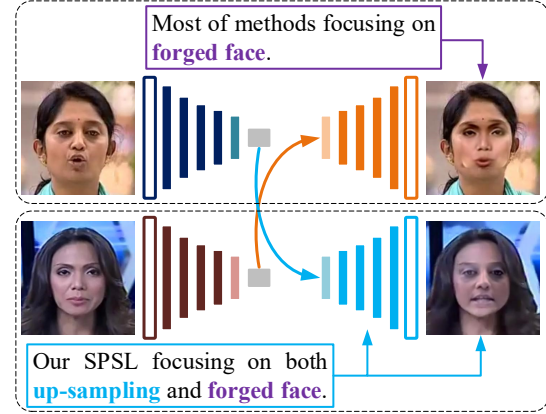 Most of methods focusing on
forged face.
Our SPSL focusing on both
up-sampling and forged face.